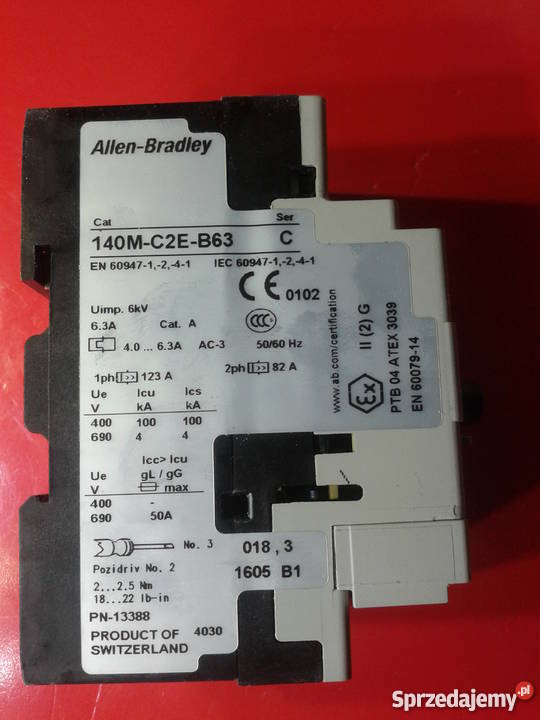 Allen-Bradley
Cat Ser
140M-C2E-B63 C
EN 60947-1,-2,-4-1 IEC 60947-1,-2,-4-1
CE 0102
Uimp. 6kV
6.3A Cat. A CCC
4.0 ... 6.3A AC-3 50/60 Hz
1ph 123 A 2ph 82 A
Ue Icu Ics
V kA kA
400 100 100
690 4 4
Icc> Icu
Ue gL / gG
V max
400 -
690 50A
No. 3
Pozidriv No. 2
2...2.5 Nm
18...22 lb-in
PN-13388
PRODUCT OF 4030
SWITZERLAND
018 , 3
1605 B1
www.ab.com/certification
Ex
II (2) G
PTB 04 ATEX 3039
EN 60079-14
Sprzedajemy.pl